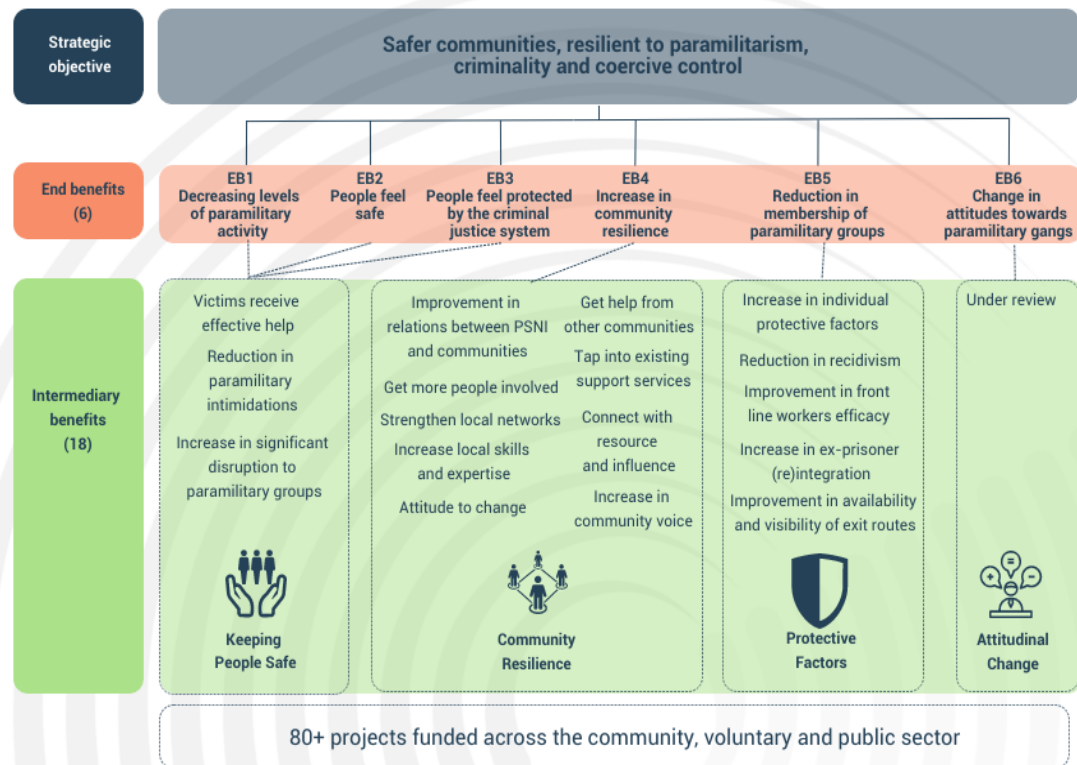 Strategic
objective
Safer communities, resilient to paramilitarism,
criminality and coercive control
End benefits
(6)
EB1
Decreasing levels
of paramilitary
activity
EB2
People feel
safe
EB3
People feel protected
by the criminal
justice system
EB4
Increase in
community
resilience
EB5
Reduction in
membership of
paramilitary groups
EB6
Change in
attitudes towards
paramilitary gangs
Intermediary
benefits
(18)
Victims receive
effective help
Reduction in
paramilitary
intimidations
Increase in significant
disruption to
paramilitary groups
Keeping
People Safe
Improvement in
relations between PSNI
and communities
Get more people involved
Strengthen local networks
Increase local skills
and expertise
Attitude to change
Get help from
other communities
Tap into existing
support services
Connect with
resource
and influence
Increase in
community voice
Community
Resilience
Increase in individual
protective factors
Reduction in recidivism
Improvement in front
line workers efficacy
Increase in ex-prisoner
(re)integration
Improvement in availability
and visibility of exit routes
Protective
Factors
Under review
Attitudinal
Change
80+ projects funded across the community, voluntary and public sector